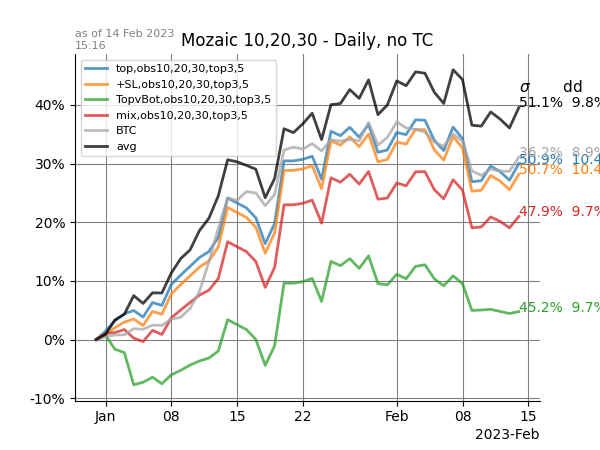 as of 14 Feb 2023
15:16
Mozaic 10,20,30 - Daily, no TC
top,obs10,20,30,top3,5
+SL,obs10,20,30,top3,5
TopvBot,obs10,20,30,top3,5
mix,obs10,20,30,top3,5
BTC
avg
σ dd
51.1% 9.8%
36.2% 8.9%
50.9% 10.4
50.7% 10.4
47.9% 9.7%
45.2% 9.7%
40%
30%
20%
10%
0%
-10%
Jan 08 15 22 Feb 08 15
2023-Feb